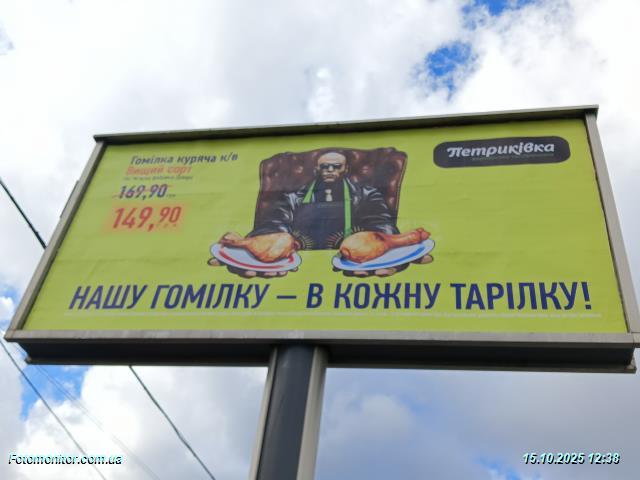 Гомілка куряча к/в
Вищий сорт
169,90
149,90
грн
Петриківка
НАШУ ГОМІЛКУ – В КОЖНУ ТАРІЛКУ!
Fotomonitor.com.ua
15.10.2025 12:38